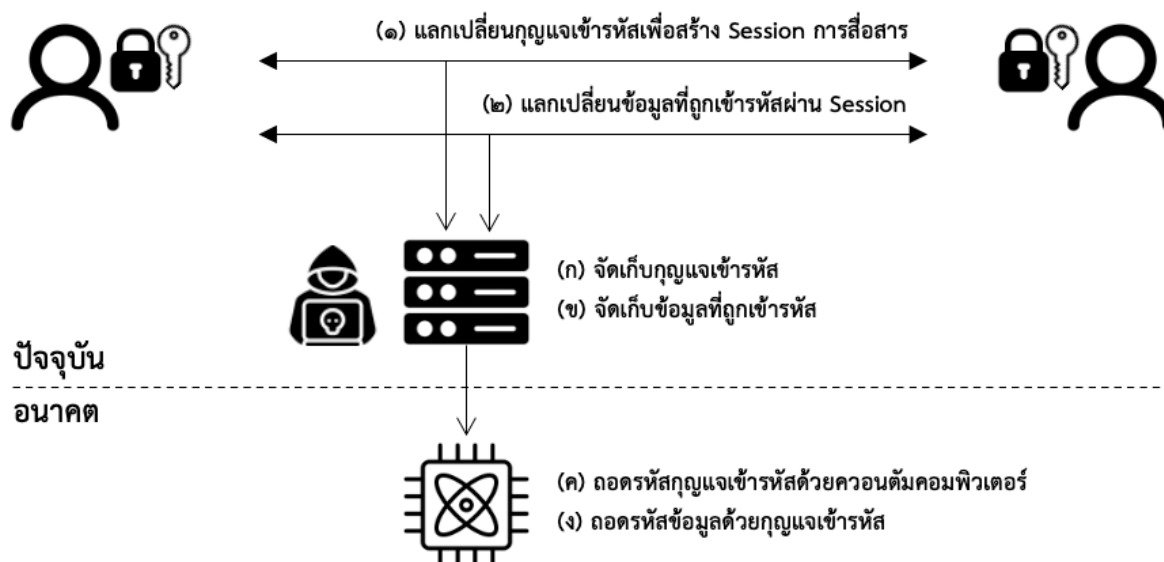 (๑) แลกเปลี่ยนกุญแจเข้ารหัสเพื่อสร้าง Session การสื่อสาร
(๒) แลกเปลี่ยนข้อมูลที่ถูกเข้ารหัสผ่าน Session
(ก) จัดเก็บกุญแจเข้ารหัส
(ข) จัดเก็บข้อมูลที่ถูกเข้ารหัส
ปัจจุบัน
อนาคต
(ค) ถอดรหัสกุญแจเข้ารหัสด้วยควอนตัมคอมพิวเตอร์
(ง) ถอดรหัสข้อมูลด้วยกุญแจเข้ารหัส